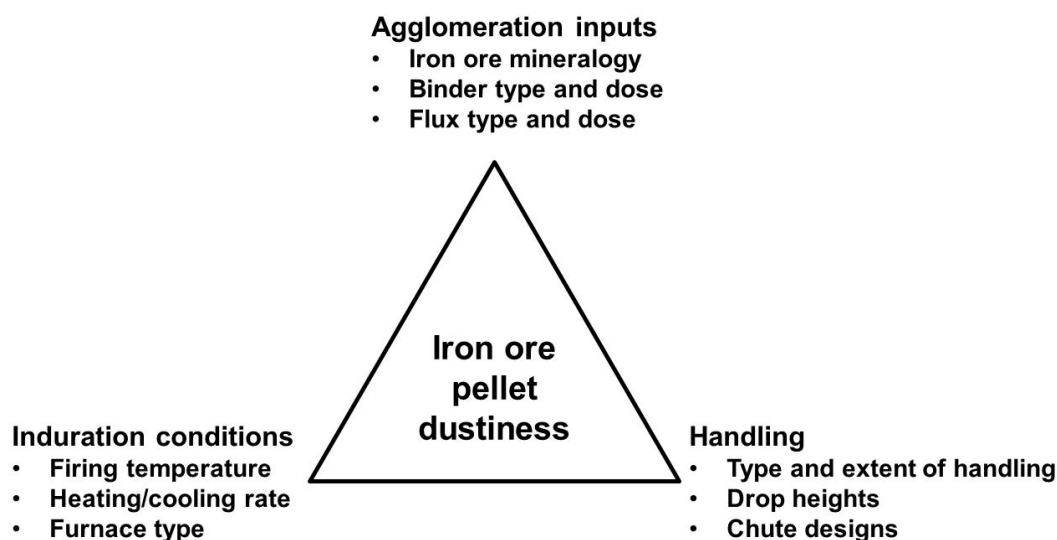 Agglomeration inputs
• Iron ore mineralogy
• Binder type and dose
• Flux type and dose
Iron ore
pellet
dustiness
Induration conditions
• Firing temperature
• Heating/cooling rate
• Furnace type
Handling
• Type and extent of handling
• Drop heights
• Chute designs